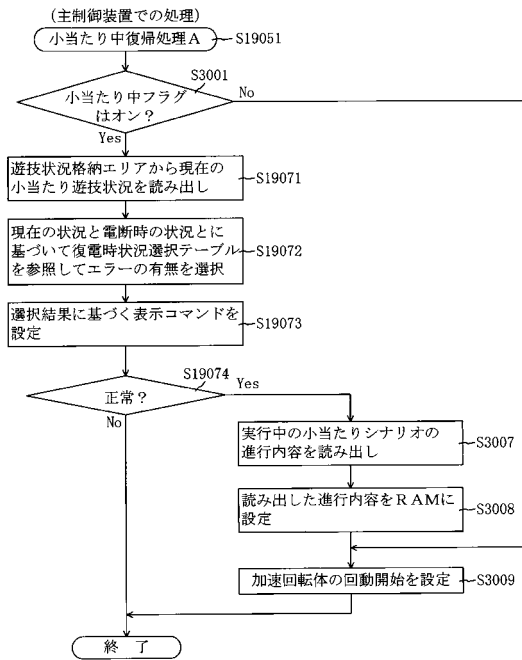 (主制御装置での処理)
小当たり中復帰処理A
S19051
S3001
小当たり中フラグ
はオン?
No
Yes
遊技状況格納エリアから現在の
小当たり遊技状況を読み出し
S19071
現在の状況と電断時の状況とに
基づいて復電時状況選択テーブル
を参照してエラーの有無を選択
S19072
選択結果に基づく表示コマンドを
設定
S19073
S19074
正常?
Yes
No
実行中の小当たりシナリオの
進行内容を読み出し
S3007
読み出した進行内容をRAMに
設定
S3008
加速回転体の回動開始を設定
S3009
終了